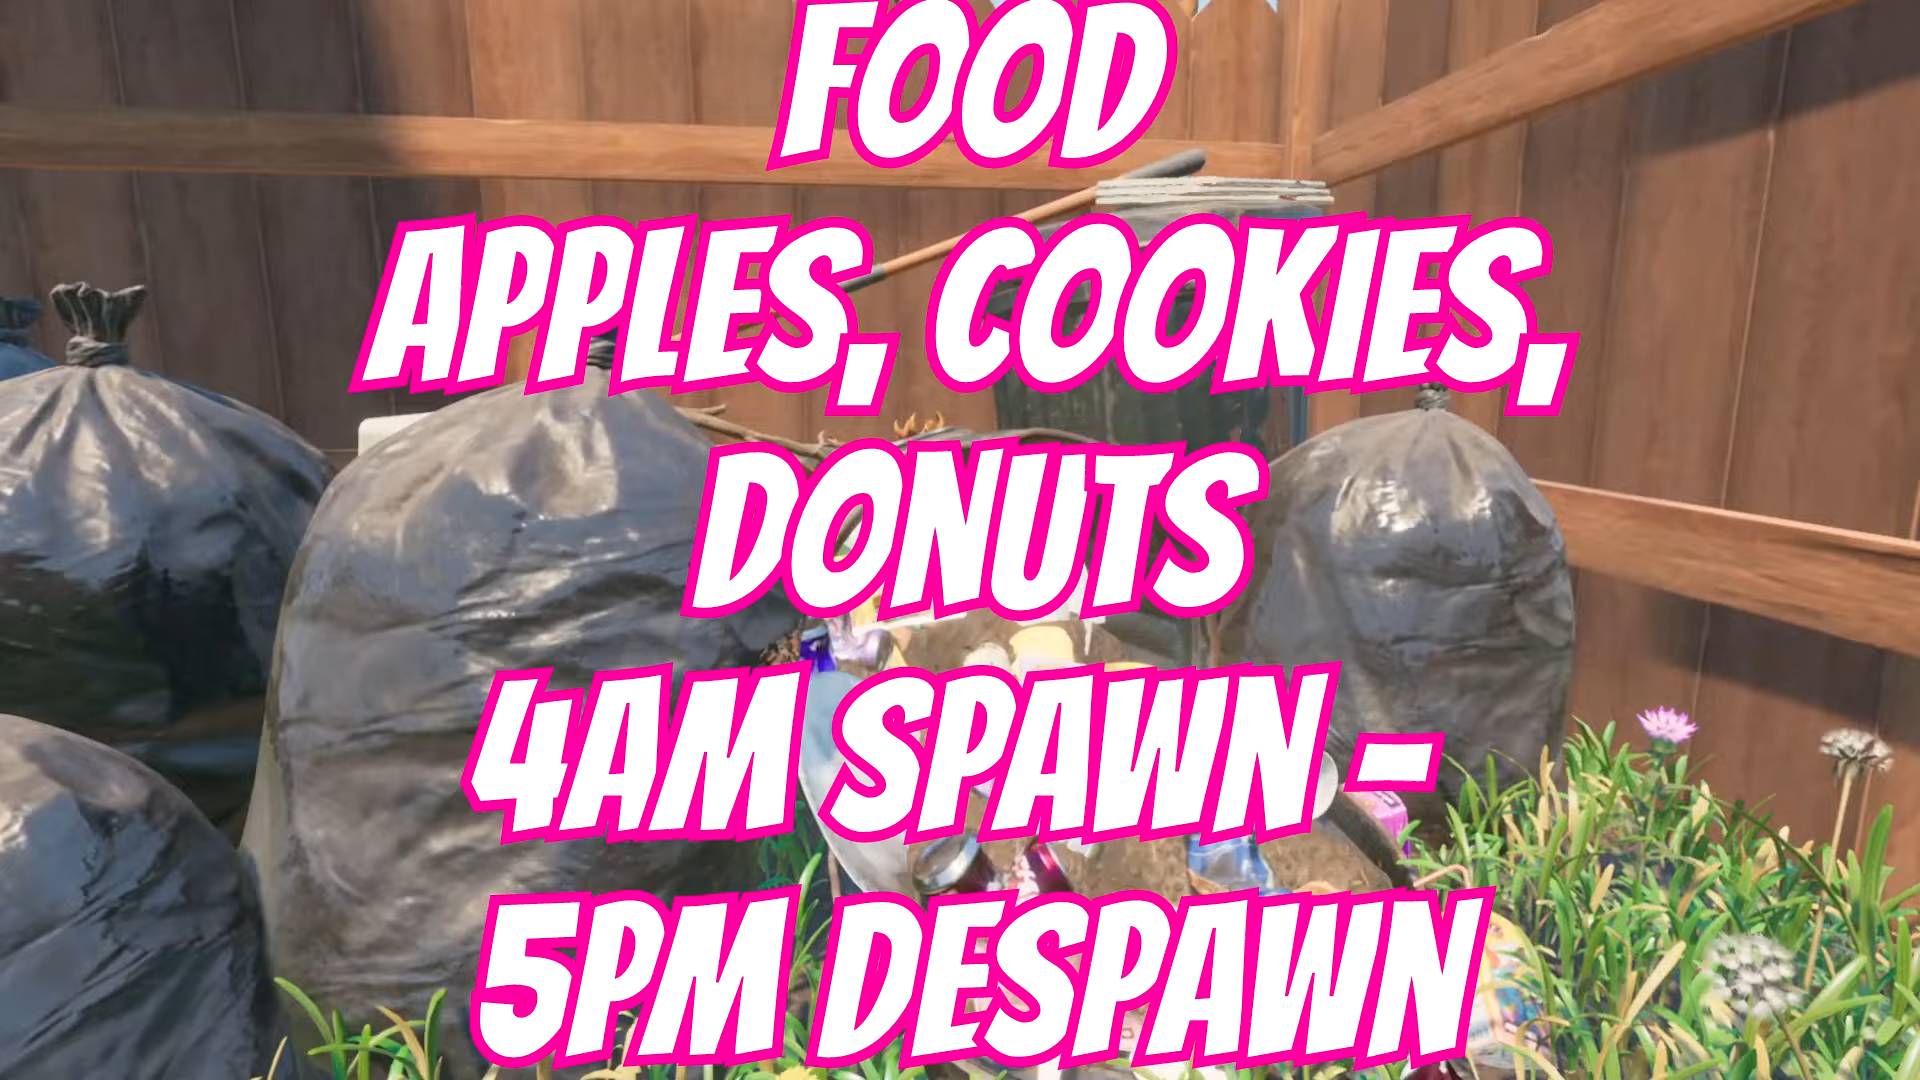 FOOD
APPLES, COOKIES,
DONUTS
4AM SPAWN -
5PM DESPAWN